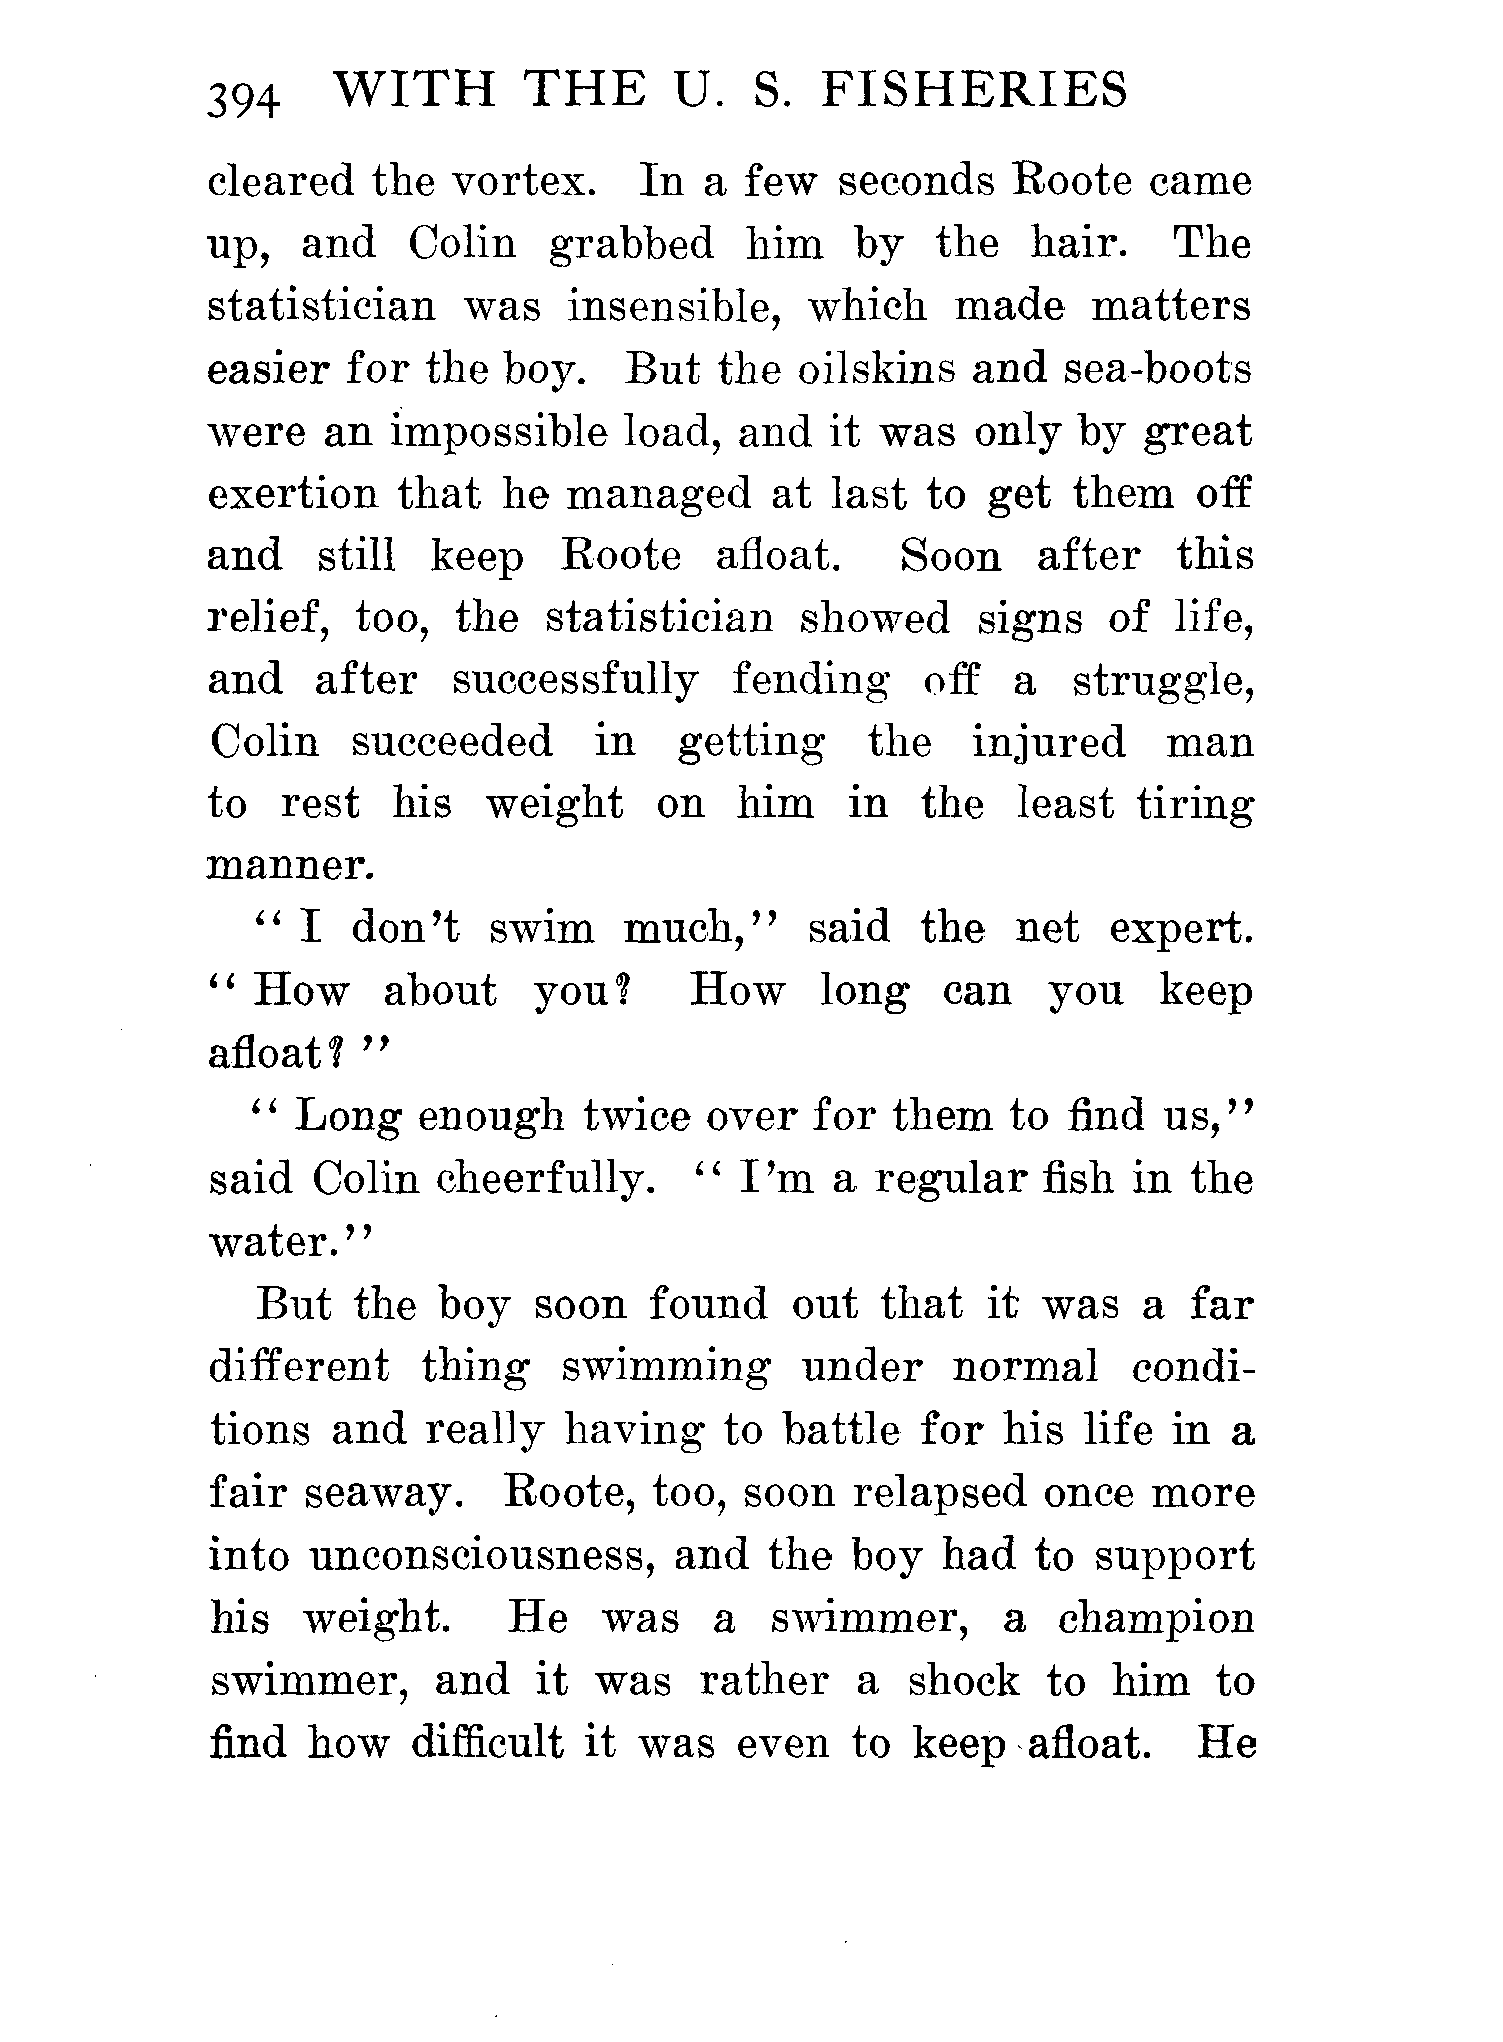 394 WITH THE U. S. FISHERIES
cleared the vortex. In a few seconds Roote came
up, and Colin grabbed him by the hair. The
statistician was insensible, which made matters
easier for the boy. But the oilskins and sea-boots
were an impossible load, and it was only by great
exertion that he managed at last to get them off
and still keep Roote afloat. Soon after this
relief, too, the statistician showed signs of life,
and after successfully fending off a struggle,
Colin succeeded in getting the injured man
to rest his weight on him in the least tiring
manner.
“ I don’t swim much,” said the net expert.
“ How about you? How long can you keep
afloat? ”
“ Long enough twice over for them to find us,”
said Colin cheerfully. “ I’m a regular fish in the
water.”
But the boy soon found out that it was a far
different thing swimming under normal condi-
tions and really having to battle for his life in a
fair seaway. Roote, too, soon relapsed once more
into unconsciousness, and the boy had to support
his weight. He was a swimmer, a champion
swimmer, and it was rather a shock to him to
find how difficult it was even to keep afloat. He